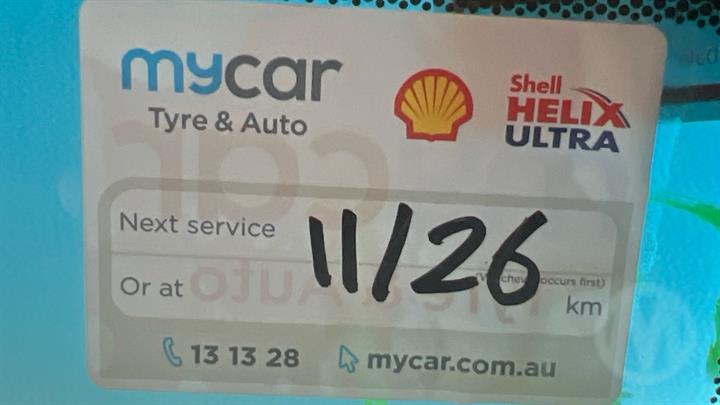 mycar
Tyre & Auto
Shell
HELIX
ULTRA
Next service 11/26
(Whichever occurs first)
Or at km
13 13 28 mycar.com.au